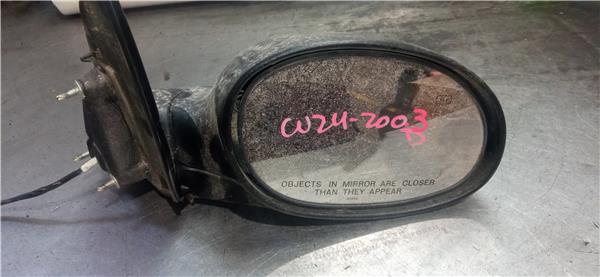 CW24-2003
B
OBJECTS IN MIRROR ARE CLOSER
THAN THEY APPEAR